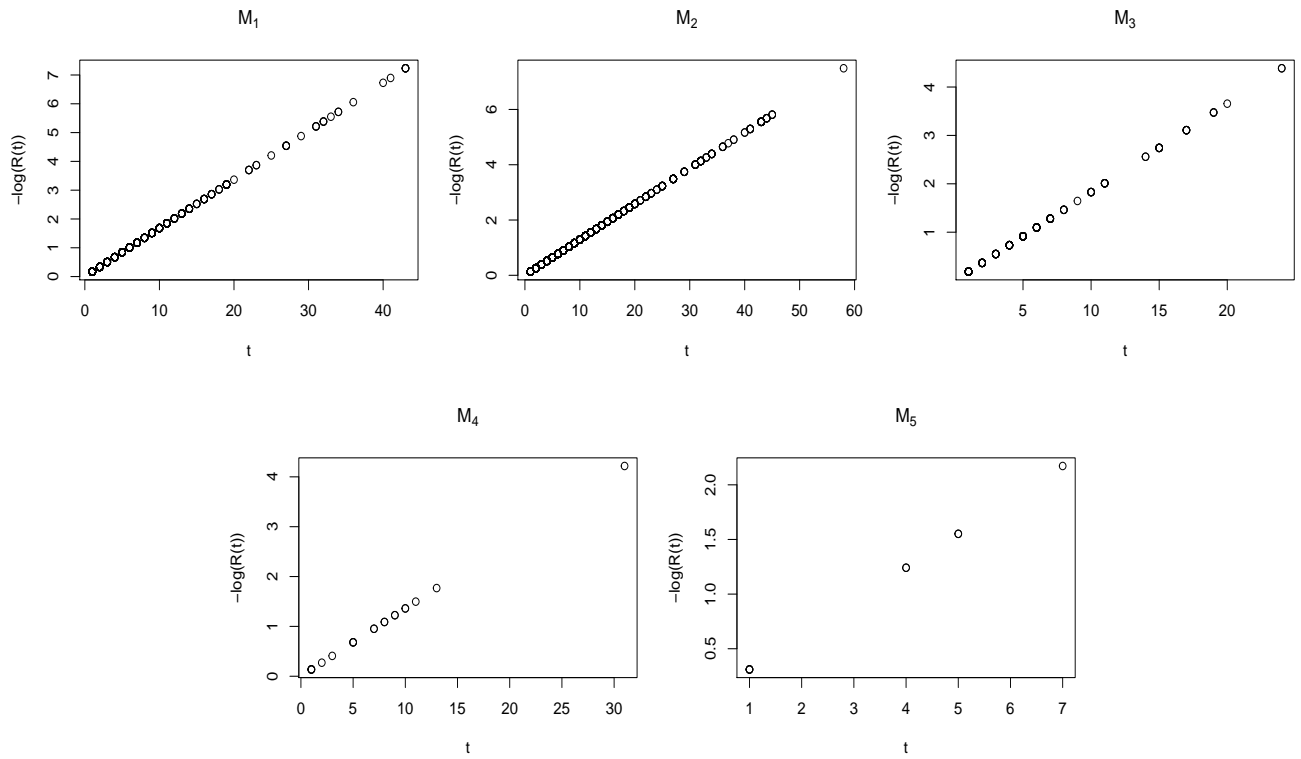 M₁ M₂ M₃
−log(R(t))
0 1 2 3 4 5 6 7
0 10 20 30 40
t
−log(R(t))
0 2 4 6
0 10 20 30 40 50 60
t
−log(R(t))
1 2 3 4
5 10 15 20
t
M₄ M₅
−log(R(t))
0 1 2 3 4
0 5 10 15 20 25 30
t
−log(R(t))
0.5 1.0 1.5 2.0
1 2 3 4 5 6 7
t